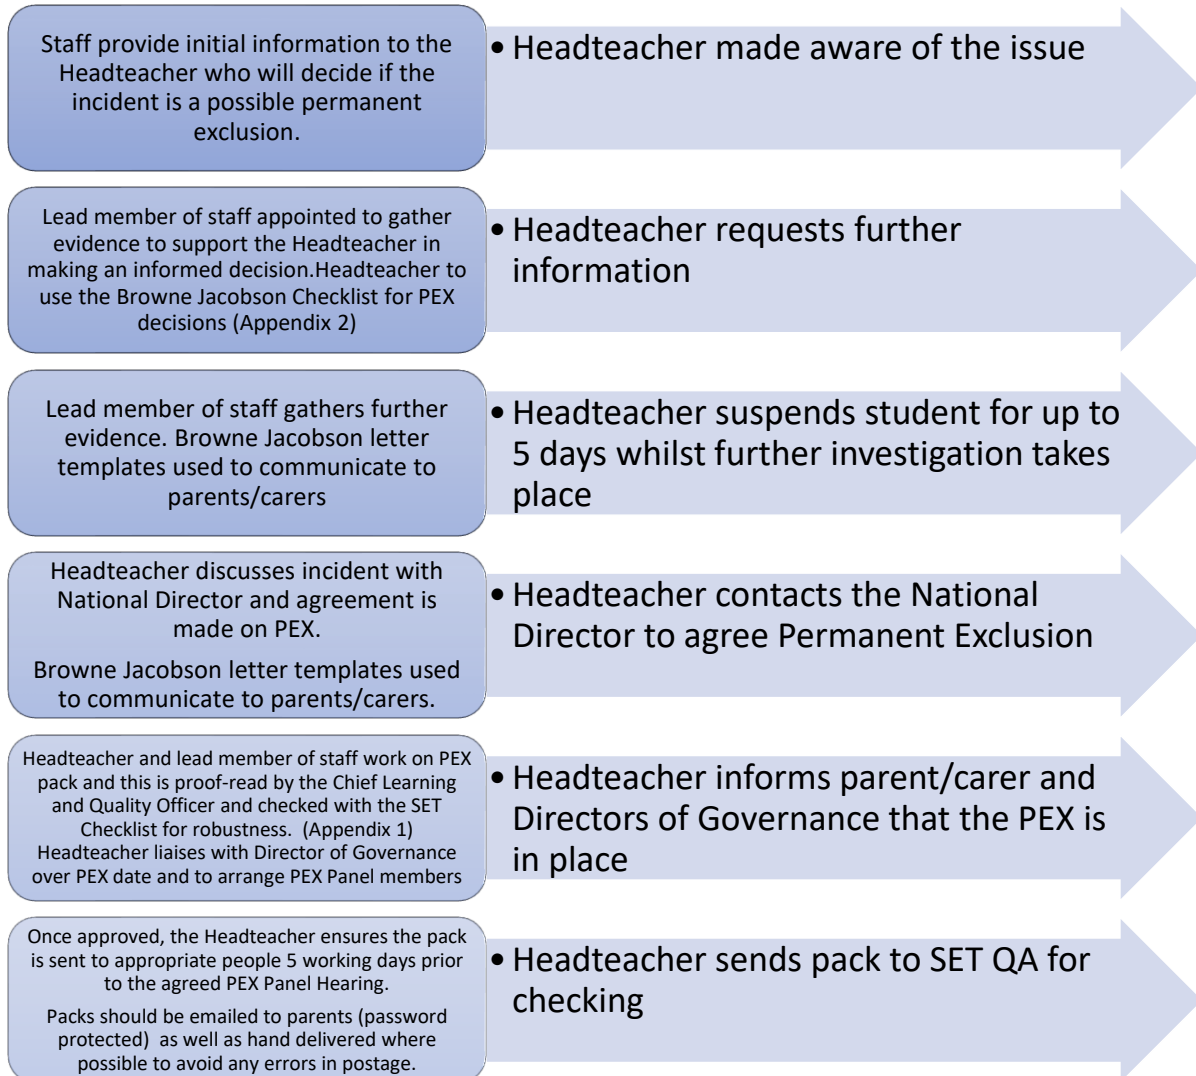 Staff provide initial information to the
Headteacher who will decide if the
incident is a possible permanent
exclusion.
• Headteacher made aware of the issue
Lead member of staff appointed to gather
evidence to support the Headteacher in
making an informed decision.Headteacher to
use the Browne Jacobson Checklist for PEX
decisions (Appendix 2)
• Headteacher requests further
information
Lead member of staff gathers further
evidence. Browne Jacobson letter
templates used to communicate to
parents/carers
• Headteacher suspends student for up to
5 days whilst further investigation takes
place
Headteacher discusses incident with
National Director and agreement is
made on PEX.
Browne Jacobson letter templates used
to communicate to parents/carers.
• Headteacher contacts the National
Director to agree Permanent Exclusion
Headteacher and lead member of staff work on PEX
pack and this is proof-read by the Chief Learning
and Quality Officer and checked with the SET
Checklist for robustness. (Appendix 1)
Headteacher liaises with Director of Governance
over PEX date and to arrange PEX Panel members
• Headteacher informs parent/carer and
Directors of Governance that the PEX is
in place
Once approved, the Headteacher ensures the pack
is sent to appropriate people 5 working days prior
to the agreed PEX Panel Hearing.
Packs should be emailed to parents (password
protected) as well as hand delivered where
possible to avoid any errors in postage.
• Headteacher sends pack to SET QA for
checking